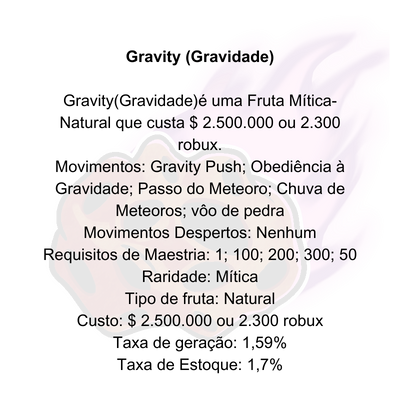 Gravity (Gravidade)
Gravity(Gravidade)é uma Fruta Mítica-
Natural que custa $ 2.500.000 ou 2.300
robux.
Movimentos: Gravity Push; Obediência à
Gravidade; Passo do Meteoro; Chuva de
Meteoros; vôo de pedra
Movimentos Despertos: Nenhum
Requisitos de Maestria: 1; 100; 200; 300; 50
Raridade: Mítica
Tipo de fruta: Natural
Custo: $ 2.500.000 ou 2.300 robux
Taxa de geração: 1,59%
Taxa de Estoque: 1,7%